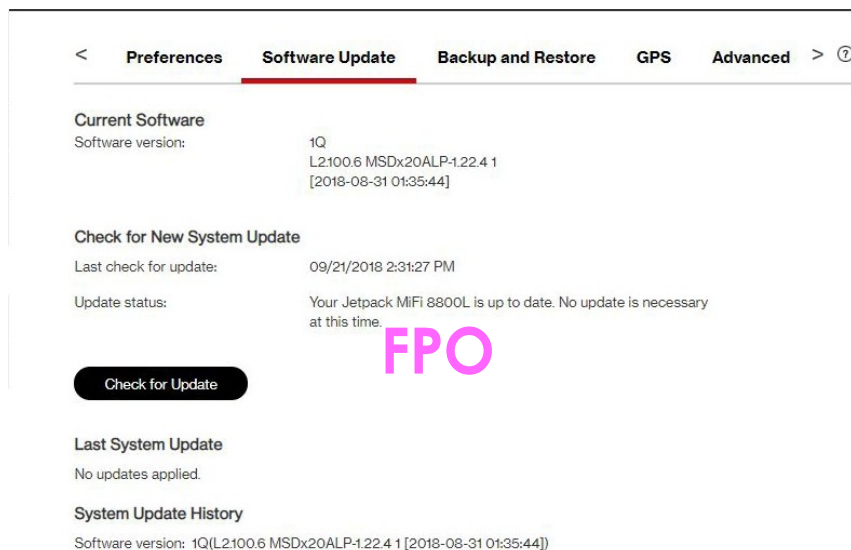 < Preferences Software Update Backup and Restore GPS Advanced > ?
Current Software
Software version: 1Q
L2.100.6 MSDx20ALP-1.22.4 1
[2018-08-31 01:35:44]
Check for New System Update
Last check for update: 09/21/2018 2:31:27 PM
Update status: Your Jetpack MiFi 8800L is up to date. No update is necessary
at this time.
FPO
Check for Update
Last System Update
No updates applied.
System Update History
Software version: 1Q(L2.100.6 MSDx20ALP-1.22.4 1 [2018-08-31 01:35:44])